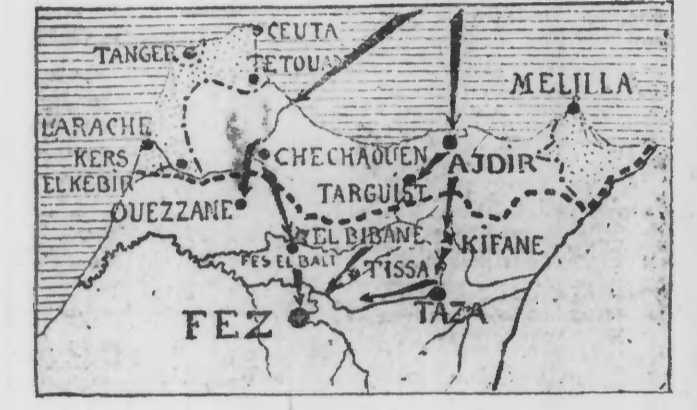 CEUTA
TANGER
TETOUAN
MELILLA
LARACHE
KERS
ELKEBIR
CHECHAOUEN
AJDIR
TARGUIST
OUEZZANE
EL BIBANE
KIFANE
FES EL BALI
TISSA
TAZA
FEZ